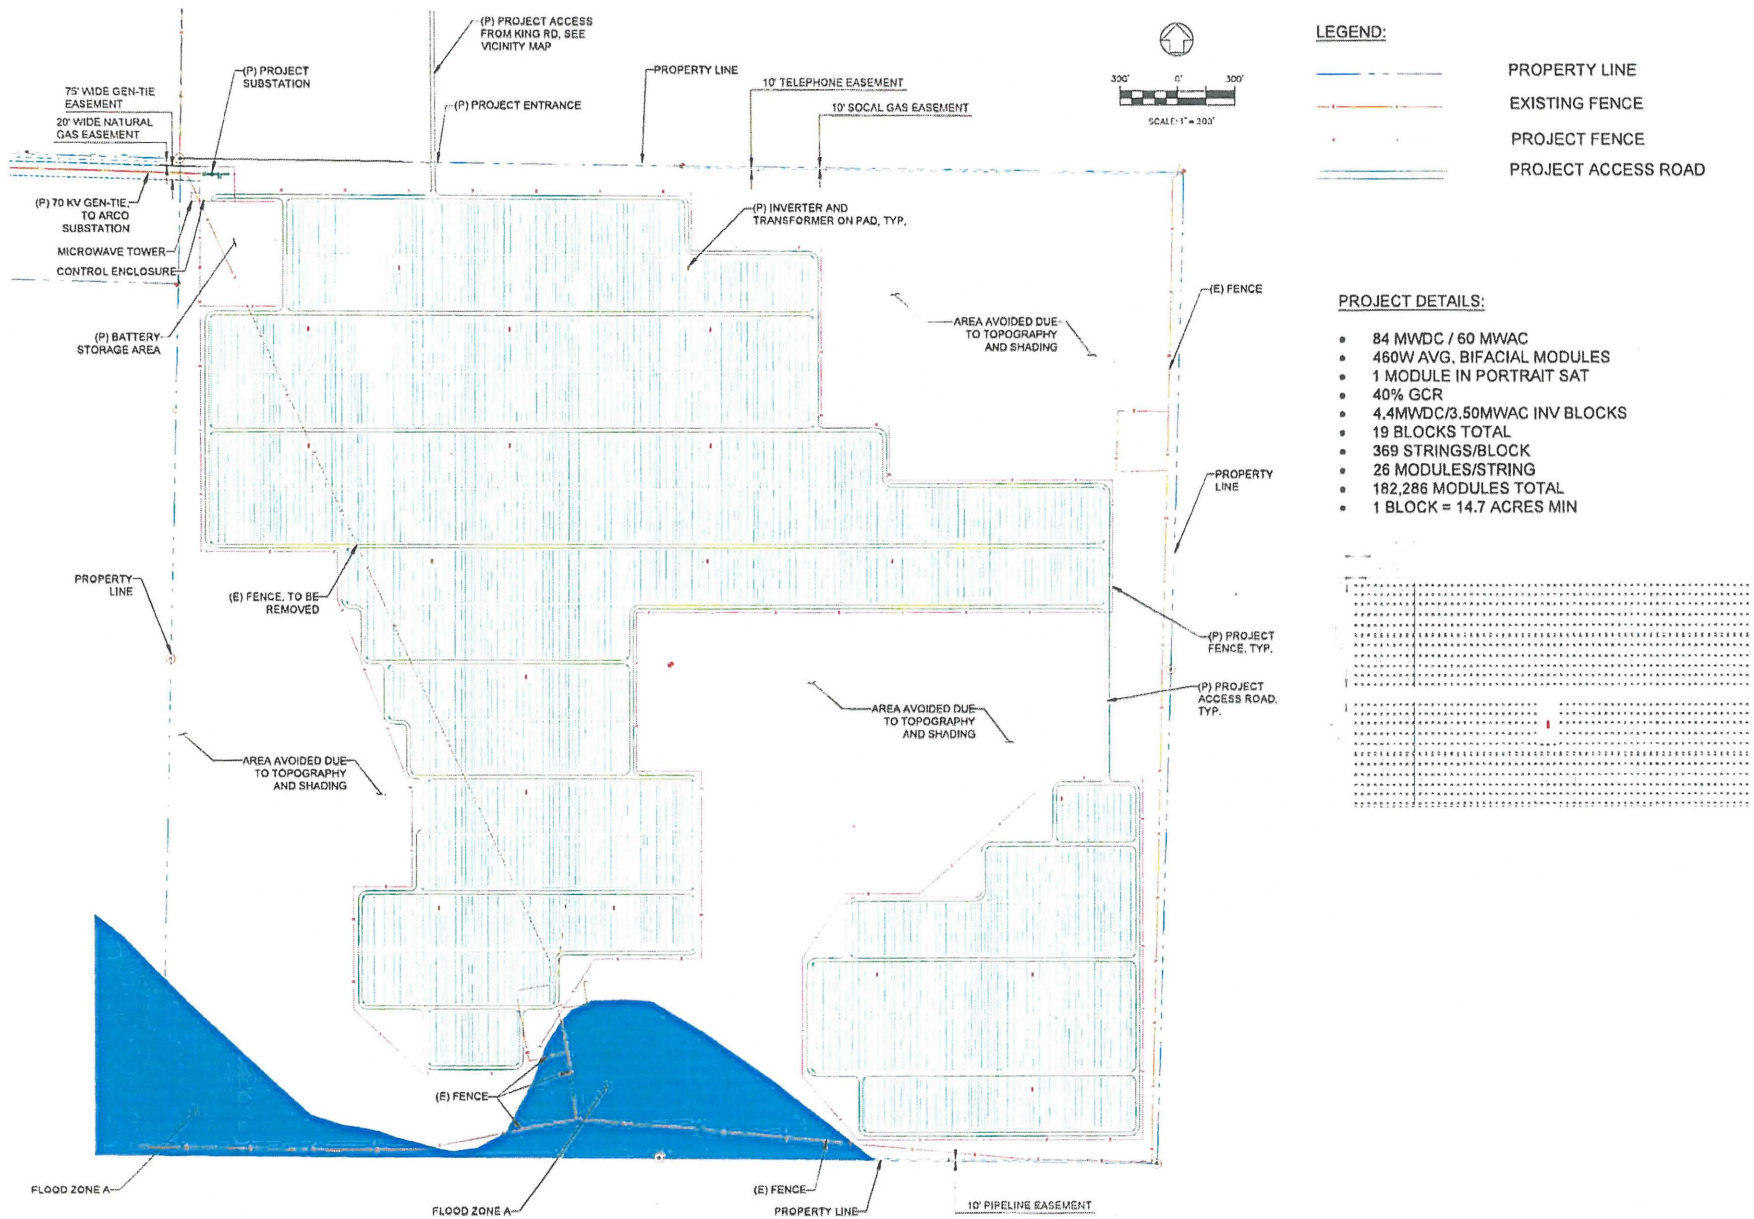 (P) PROJECT ACCESS
FROM KING RD, SEE
VICINITY MAP
(P) PROJECT
SUBSTATION
PROPERTY LINE
10' TELEPHONE EASEMENT
75' WIDE GEN-TIE
EASEMENT
(P) PROJECT ENTRANCE
10' SOCAL GAS EASEMENT
20' WIDE NATURAL
GAS EASEMENT
300'
0'
300'
SCALE: 1" = 300'
LEGEND:
PROPERTY LINE
EXISTING FENCE
PROJECT FENCE
PROJECT ACCESS ROAD
(P) 70 KV GEN-TIE,
TO ARCO
SUBSTATION
MICROWAVE TOWER
CONTROL ENCLOSURE
(P) INVERTER AND
TRANSFORMER ON PAD, TYP.
(P) BATTERY
STORAGE AREA
AREA AVOIDED DUE
TO TOPOGRAPHY
AND SHADING
(E) FENCE
PROJECT DETAILS:
• 84 MWDC / 60 MWAC
• 460W AVG, BIFACIAL MODULES
• 1 MODULE IN PORTRAIT SAT
• 40% GCR
• 4.4MWDC/3.50MWAC INV BLOCKS
• 19 BLOCKS TOTAL
• 369 STRINGS/BLOCK
• 26 MODULES/STRING
• 182,286 MODULES TOTAL
• 1 BLOCK = 14.7 ACRES MIN
PROPERTY
LINE
PROPERTY
LINE
(E) FENCE, TO BE
REMOVED
(P) PROJECT
FENCE, TYP.
(P) PROJECT
ACCESS ROAD,
TYP.
AREA AVOIDED DUE
TO TOPOGRAPHY
AND SHADING
AREA AVOIDED DUE
TO TOPOGRAPHY
AND SHADING
(E) FENCE
FLOOD ZONE A
FLOOD ZONE A
(E) FENCE
PROPERTY LINE
10' PIPELINE EASEMENT